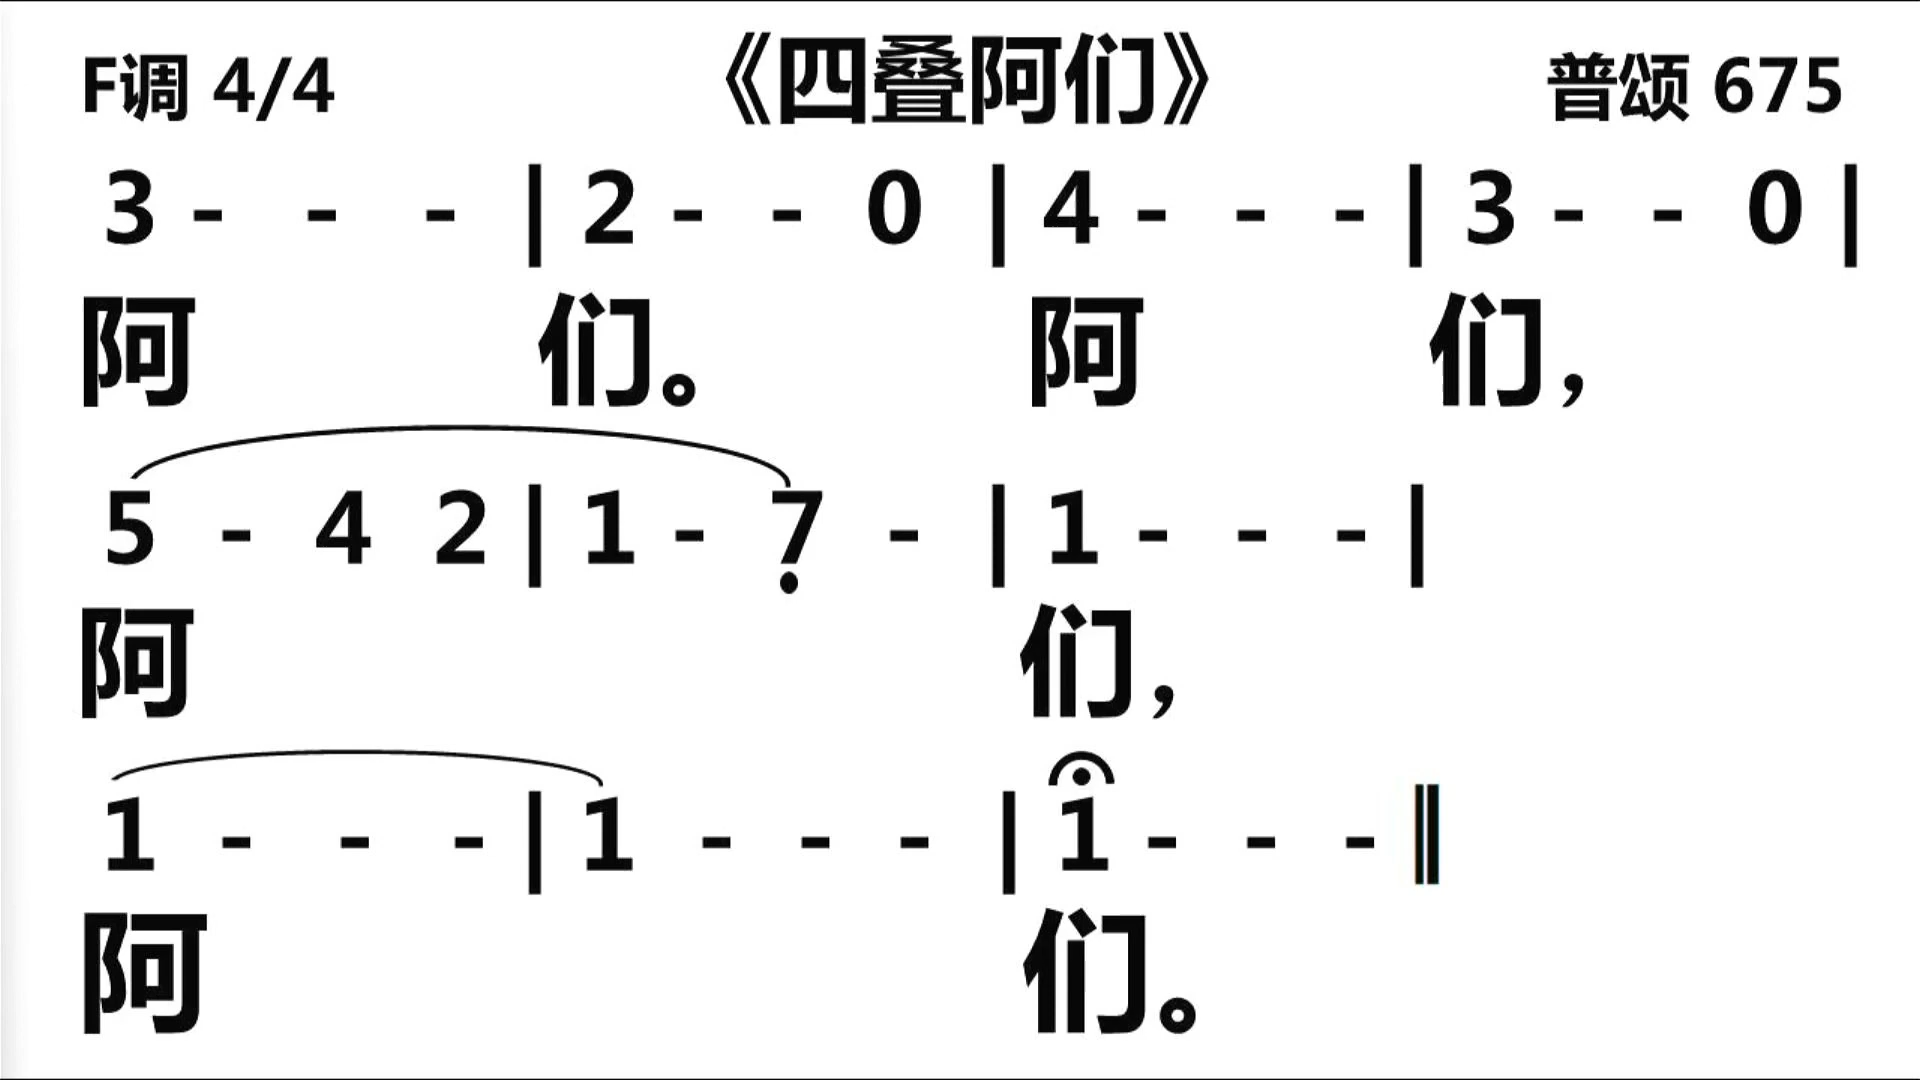 F调 4/4 《四叠阿们》 普颂 675
3 - - - | 2 - - 0 | 4 - - - | 3 - - 0 |
阿 们。 阿 们，
5 - 4 2 | 1 - 7̣ - | 1 - - - |
阿 们，
1 - - - | 1 - - - | 1 - - - ‖
阿 们。